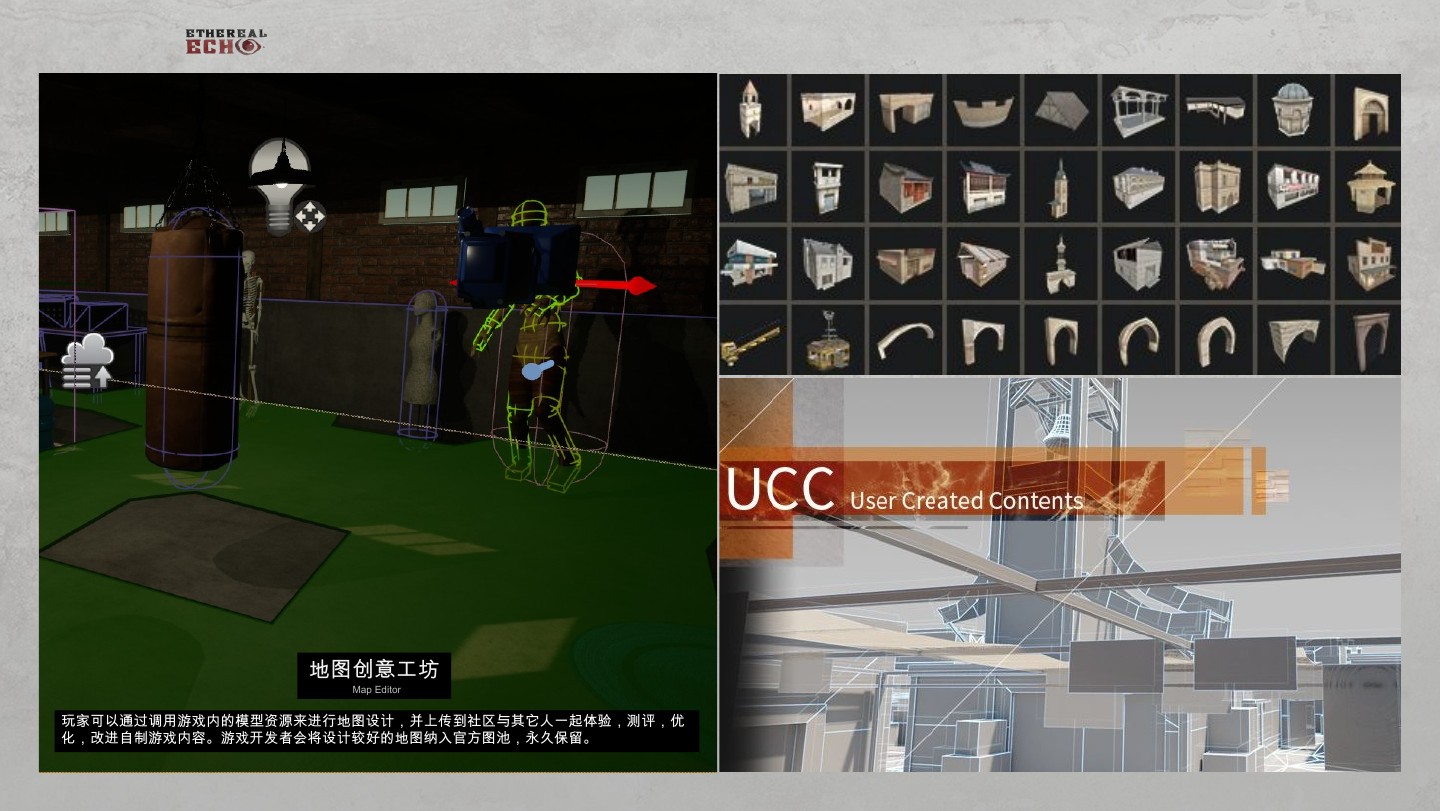 ETHEREAL
ECHO
地图创意工坊
Map Editor
玩家可以通过调用游戏内的模型资源来进行地图设计，并上传到社区与其它人一起体验，测评，优
化，改进自制游戏内容。游戏开发者会将设计较好的地图纳入官方图池，永久保留。
UCC User Created Contents